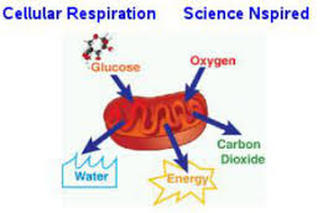 Cellular Respiration Science Nspired
Glucose
Oxygen
Carbon
Dioxide
Water
Energy